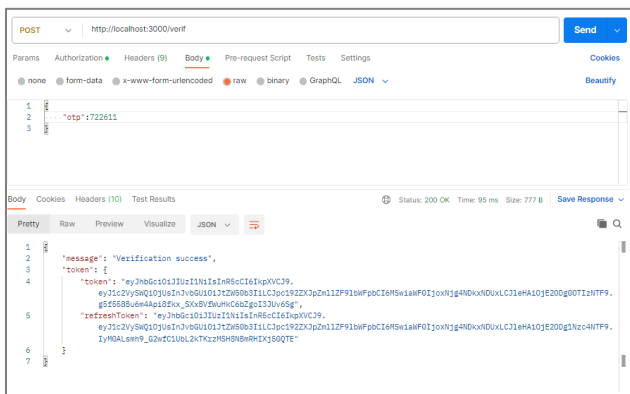 POST http://localhost:3000/verif Send
Params Authorization Headers (9) Body Pre-request Script Tests Settings Cookies
none form-data x-www-form-urlencoded raw binary GraphQL JSON Beautify
1 {
2 "otp":722611
3 }
Body Cookies Headers (10) Test Results Status: 200 OK Time: 95 ms Size: 777 B Save Response
Pretty Raw Preview Visualize JSON
1 {
2 "message": "Verification success",
3 "token": {
4 "token": "eyJhbGciOiJIUzI1NiIsInR5cCI6IkpXVCJ9.
5 "refreshToken": "eyJhbGciOiJIUzI1NiIsInR5cCI6IkpXVCJ9.
6 }
7 }